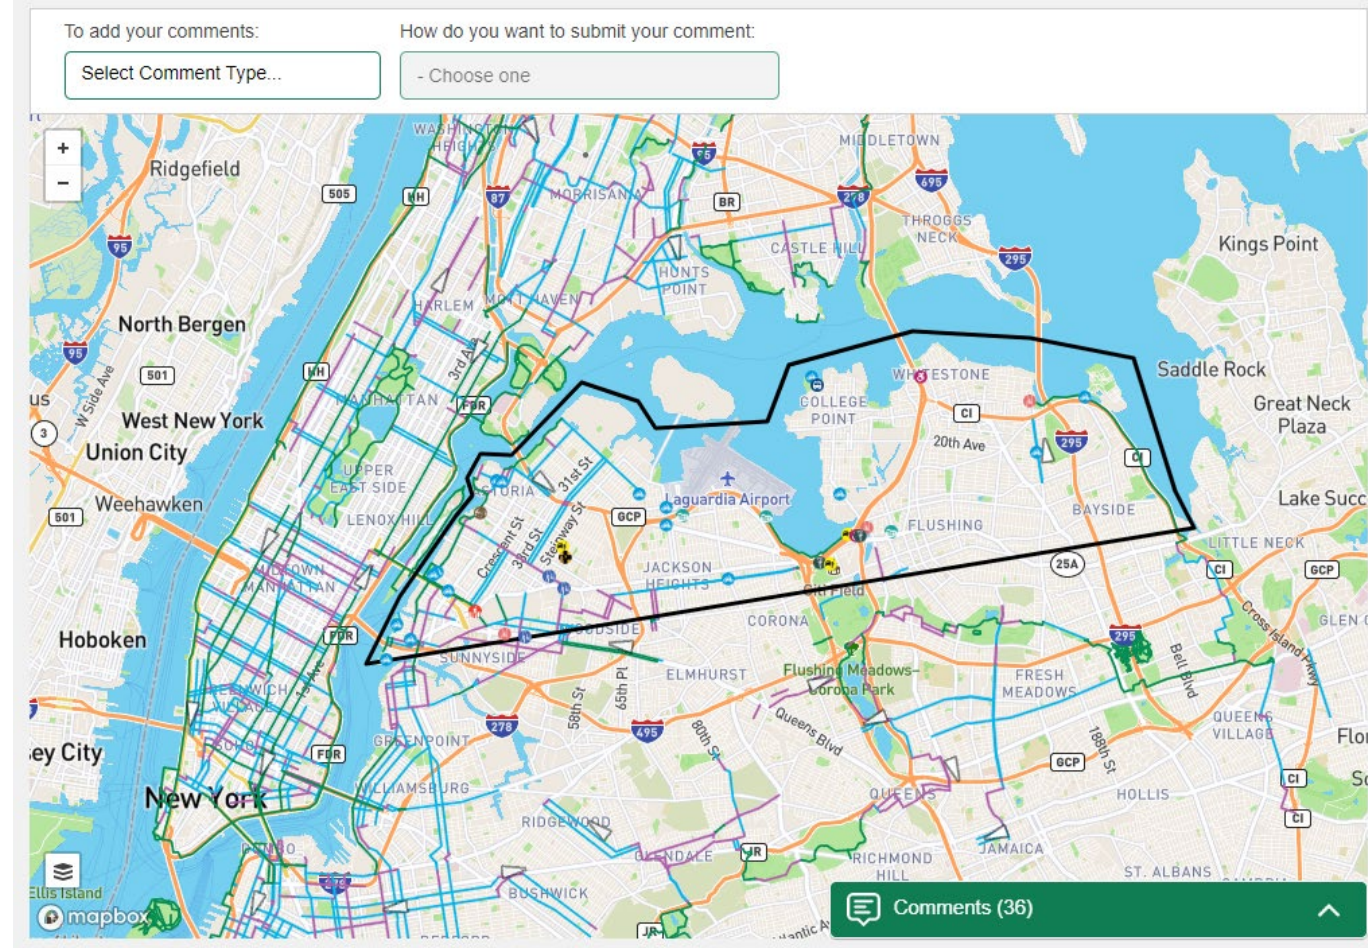 To add your comments:
How do you want to submit your comment:
Select Comment Type...
- Choose one
+
WASHINGTON
HEIGHTS
MIDDLETOWN
95
Ridgefield
−
695
505
HH
87
MORRISANIA
BR
278
THROGGS
NECK
95
CASTLE HILL
295
Kings Point
HUNTS
POINT
HARLEM
MOTT HAVEN
North Bergen
95
3rd Ave
501
HH
W Side Ave
WHITESTONE
Saddle Rock
us
MANHATTAN
FDR
COLLEGE
POINT
CI
Great Neck
Plaza
West New York
3
Union City
20th Ave
295
CI
UPPER
EAST SIDE
31st St
ASTORIA
Laguardia Airport
Lake Succ
Weehawken
501
LENOX HILL
GCP
BAYSIDE
Crescent St
33rd St
Steinway St
FLUSHING
LITTLE NECK
MIDTOWN
MANHATTAN
JACKSON
HEIGHTS
25A
CI
GCP
Citi Field
Hoboken
FDR
WOODSIDE
CORONA
Cross Island Pkwy
GLEN
295
SUNNYSIDE
1st Ave
ELMHURST
Flushing Meadows–
Corona Park
FRESH
MEADOWS
Bell Blvd
GREENWICH
VILLAGE
58th St
65th Pl
278
495
80th St
Queens Blvd
QUEENS
VILLAGE
SOHO
GREENPOINT
188th St
Flo
ey City
FDR
GCP
CI
New York
WILLIAMSBURG
QUEENS
HOLLIS
RIDGEWOOD
CI
DUMBO
GLENDALE
JR
JAMAICA
RICHMOND
HILL
ST. ALBANS
Ellis Island
BUSHWICK
Comments (36)
mapbox
JR